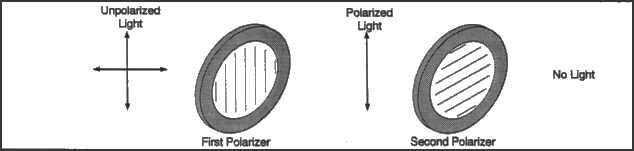 Unpolarized
Light
Polarized
Light
No Light
First Polarizer
Second Polarizer